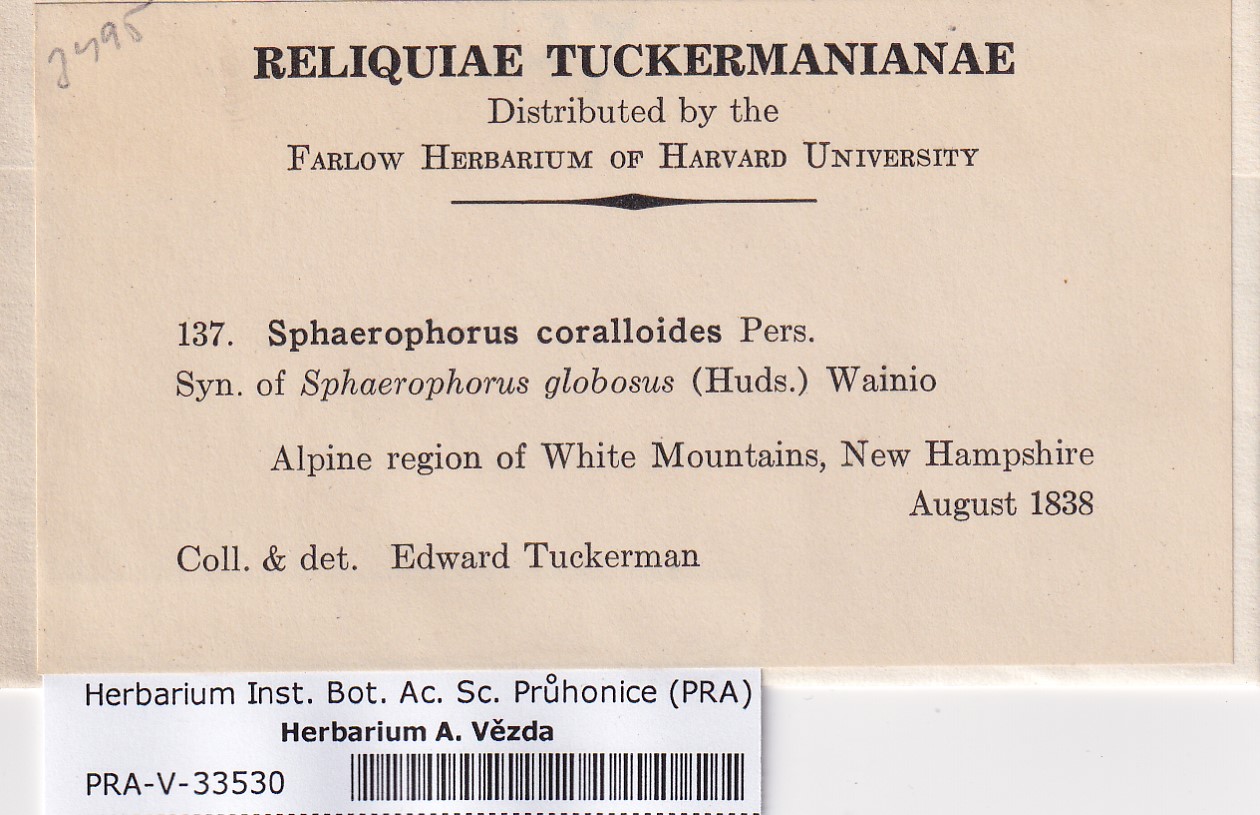 RELIQUIAE TUCKERMANIANAE
Distributed by the
FARLOW HERBARIUM OF HARVARD UNIVERSITY
137. Sphaerophorus coralloides Pers.
Syn. of Sphaerophorus globosus (Huds.) Wainio
Alpine region of White Mountains, New Hampshire
August 1838
Coll. & det. Edward Tuckerman
Herbarium Inst. Bot. Ac. Sc. Průhonice (PRA)
Herbarium A. Vězda
PRA-V-33530